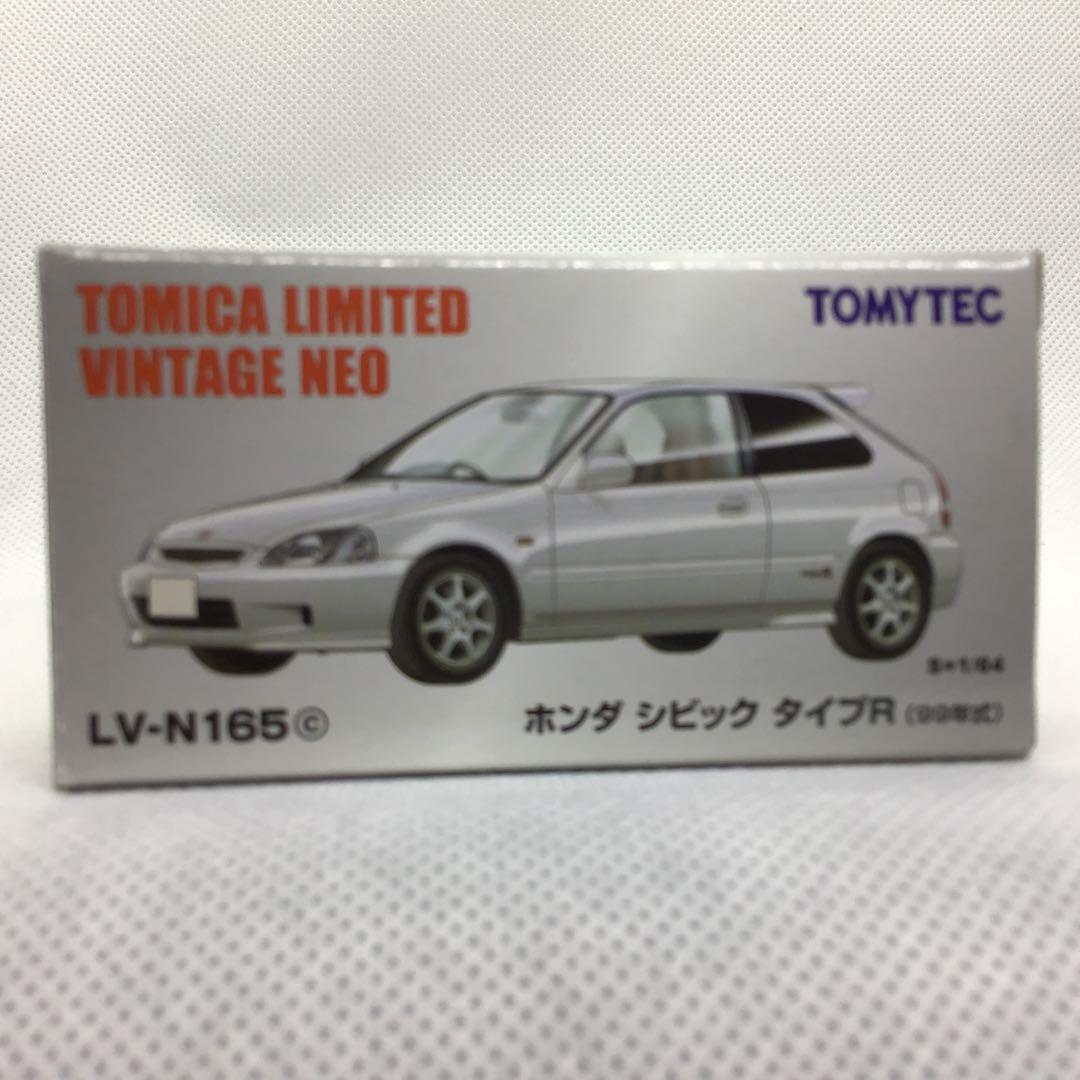 TOMICA LIMITED
VINTAGE NEO
TOMYTEC
S=1/64
LV-N165ⓒ
ホンダ シビック タイプR (99年式)